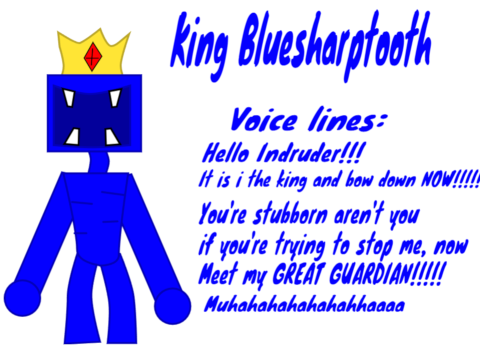 King Bluesharptooth
Voice lines:
Hello Indruder!!!
It is i the king and bow down NOW!!!!!
You're stubborn aren't you
if you're trying to stop me, now
Meet my GREAT GUARDIAN!!!!!
Muhahahahahahahhaaaa